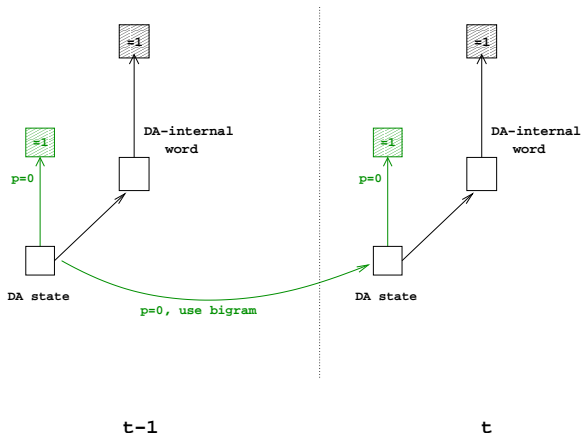 =1
=1
DA-internal
word
DA-internal
word
=1
=1
p=0
p=0
DA state
DA state
p=0, use bigram
t-1
t